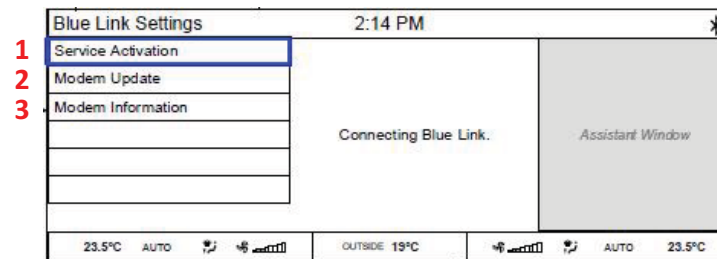 Blue Link Settings 2:14 PM
1 Service Activation
2 Modem Update
3 Modem Information
Connecting Blue Link.
Assistant Window
23.5°C AUTO OUTSIDE 19°C AUTO 23.5°C